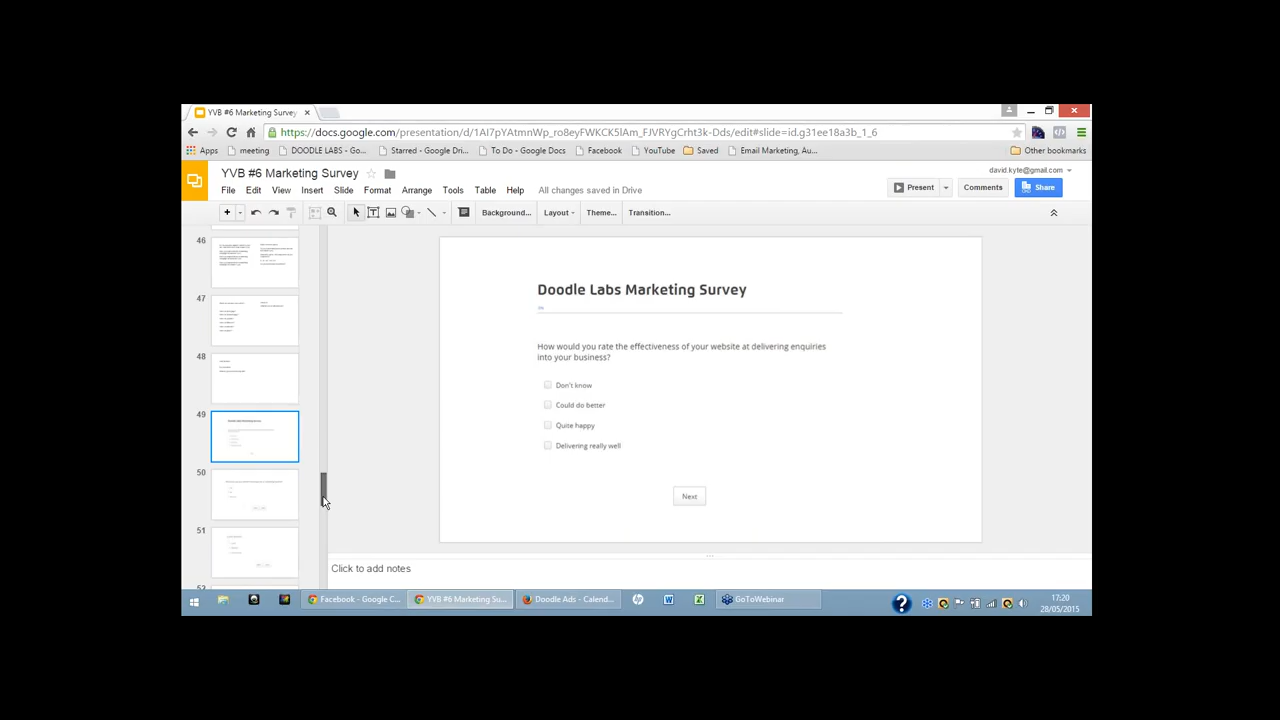 YVB #6 Marketing Survey
https://docs.google.com/presentation/d/1AI7pYAtmnWp_ro8eyFWKCK5lAm_FJVRYgCrht3k-Dds/edit#slide=id.g31ee18a3b_1_6
Apps meeting DOODLE LABS - Go... Starred - Google Dri... To Do - Google Docs Facebook YouTube Saved Email Marketing, Au... Other bookmarks
YVB #6 Marketing Survey
david.kyte@gmail.com
File Edit View Insert Slide Format Arrange Tools Table Help All changes saved in Drive
Present Comments Share
Background... Layout Theme... Transition...
46
47
48
49
50
51
Doodle Labs Marketing Survey
How would you rate the effectiveness of your website at delivering enquiries
into your business?
Don't know
Could do better
Quite happy
Delivering really well
Next
Click to add notes
Facebook - Google C... YVB #6 Marketing Su... Doodle Ads - Calend... GoToWebinar
17:20
28/05/2015